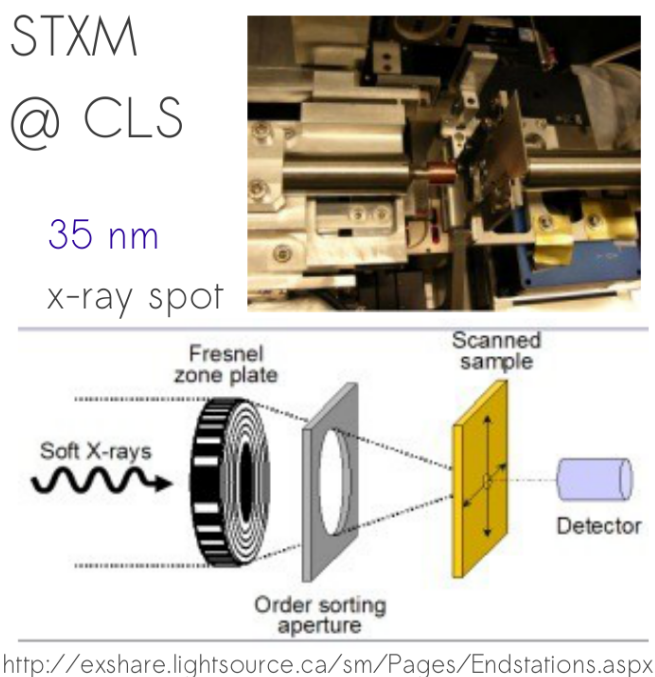 STXM
@ CLS
35 nm
x-ray spot
Fresnel
zone plate
Scanned
sample
Soft X-rays
Detector
Order sorting
aperture
http://exshare.lightsource.ca/sm/Pages/Endstations.aspx